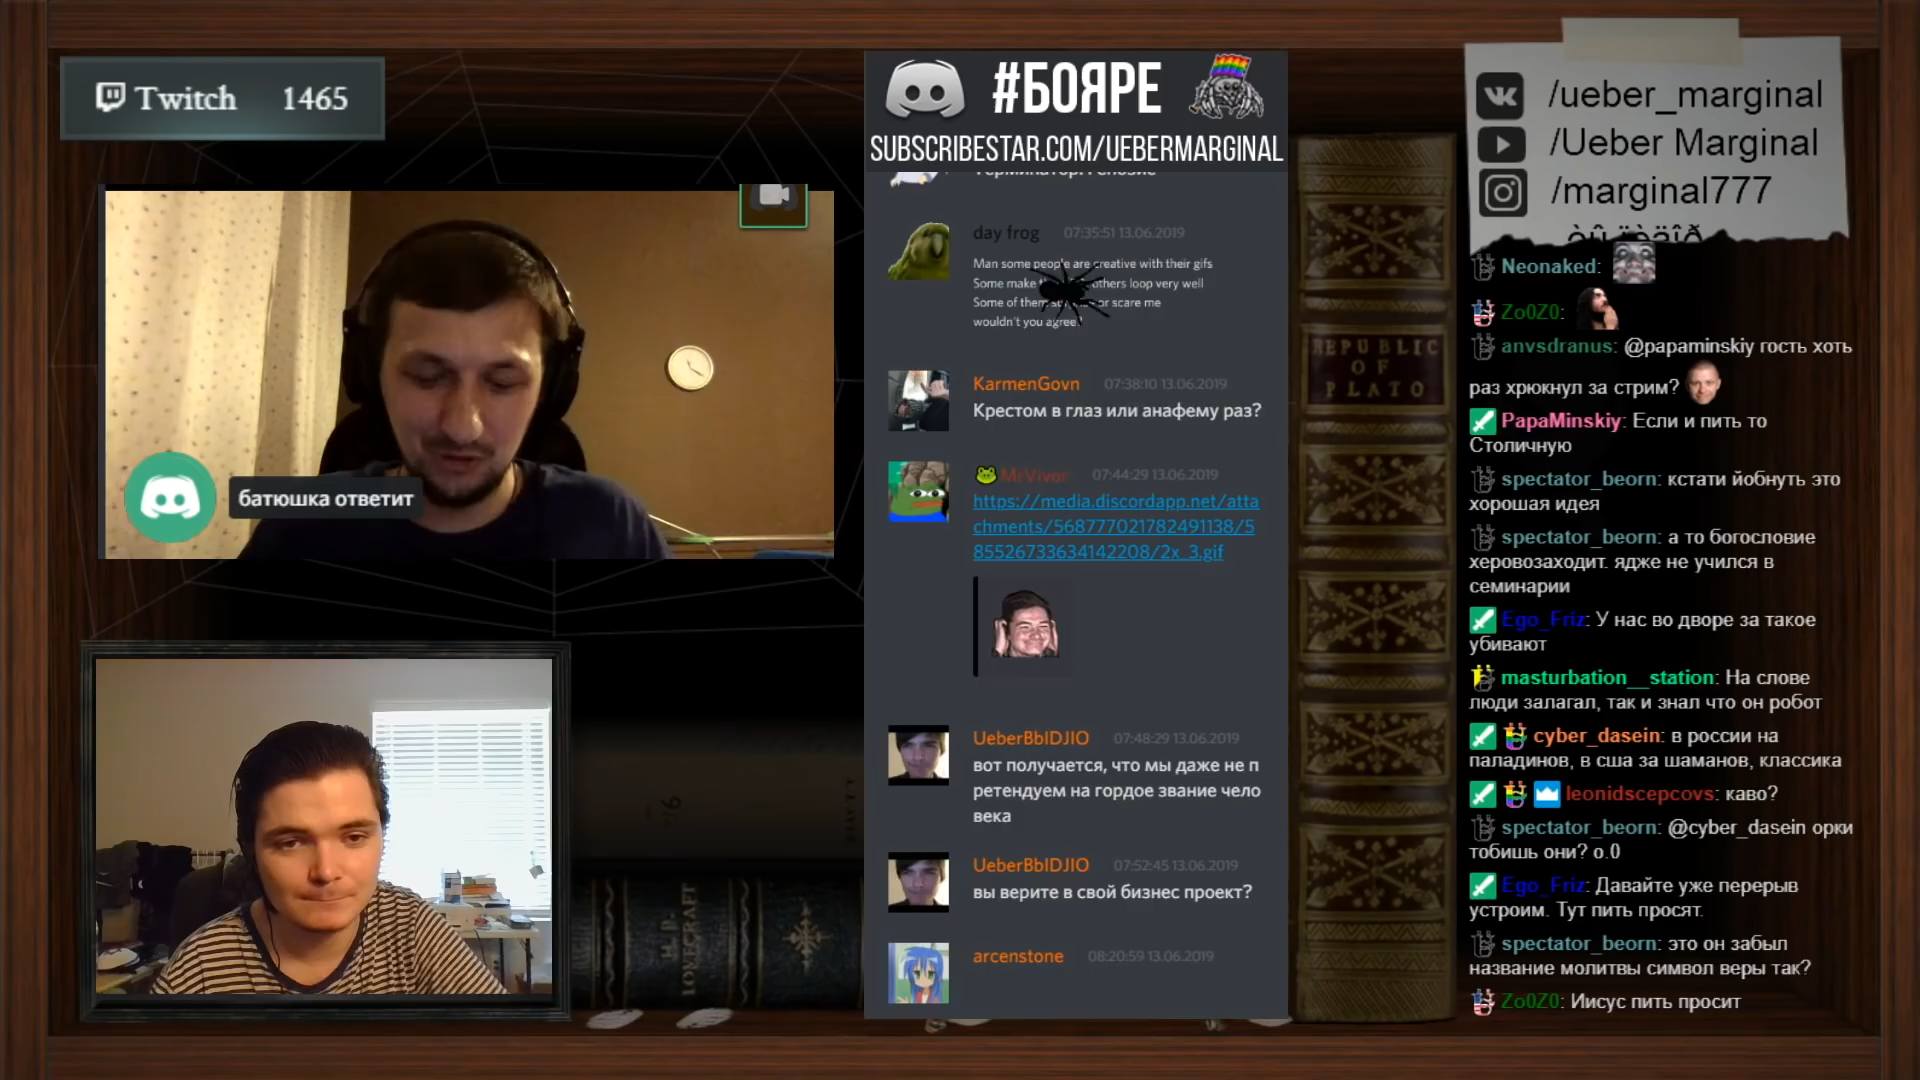 Twitch 1465
батюшка ответит
#БОЯРЕ
SUBSCRIBESTAR.COM/UEBERMARGINAL
day frog 07:35:51 13.06.2019
Man some people are creative with their gifs
Some make others loop very well
Some of them or scare me
wouldn't you agree?
KarmenGovn 07:38:10 13.06.2019
Крестом в глаз или анафему раз?
MrVivor 07:44:29 13.06.2019
https://media.discordapp.net/atta
chments/568777021782491138/5
85526733634142208/2x_3.gif
UeberBblDJIO 07:48:29 13.06.2019
вот получается, что мы даже не п
ретендуем на гордое звание чело
века
UeberBblDJIO 07:52:45 13.06.2019
вы верите в свой бизнес проект?
arcenstone 08:20:59 13.06.2019
H. P.
LOVECRAFT
REPUBLIC
OF
PLATO
/ueber_marginal
/Ueber Marginal
/marginal777
Neonaked:
Zo0Z0:
anvsdranus: @papaminskiy гость хоть
раз хрюкнул за стрим?
PapaMinskiy: Если и пить то
Столичную
spectator_beorn: кстати йобнуть это
хорошая идея
spectator_beorn: а то богословие
херовозаходит. ядже не учился в
семинарии
Ego_Friz: У нас во дворе за такое
убивают
masturbation__station: На слове
люди залагал, так и знал что он робот
cyber_dasein: в россии на
паладинов, в сша за шаманов, классика
leonidscepcovs: каво?
spectator_beorn: @cyber_dasein орки
тобишь они? o.0
Ego_Friz: Давайте уже перерыв
устроим. Тут пить просят.
spectator_beorn: это он забыл
название молитвы символ веры так?
Zo0Z0: Иисус пить просит